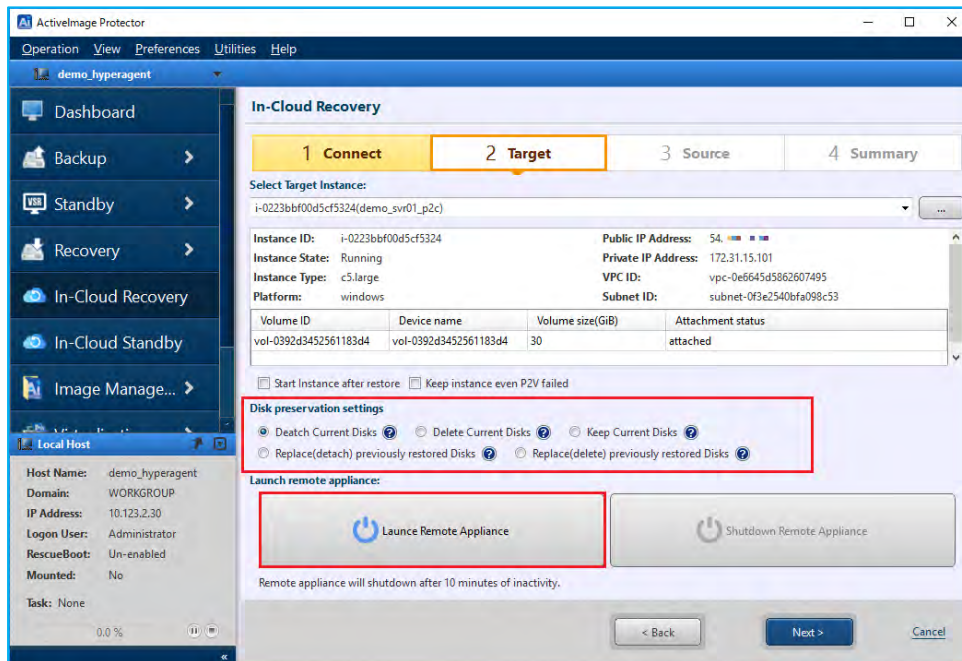 ActiveImage Protector
Operation View Preferences Utilities Help
demo_hyperagent
Dashboard
Backup
Standby
Recovery
In-Cloud Recovery
In-Cloud Standby
Image Manage...
Local Host
Host Name: demo_hyperagent
Domain: WORKGROUP
IP Address: 10.123.2.30
Logon User: Administrator
RescueBoot: Un-enabled
Mounted: No
Task: None
0.0 %
In-Cloud Recovery
1 Connect 2 Target 3 Source 4 Summary
Select Target Instance:
i-0223bbf00d5cf5324(demo_svr01_p2c) ...
Instance ID: i-0223bbf00d5cf5324 Public IP Address: 54.
Instance State: Running Private IP Address: 172.31.15.101
Instance Type: c5.large VPC ID: vpc-0e6645d5862607495
Platform: windows Subnet ID: subnet-0f3e2540bfa098c53
Volume ID Device name Volume size(GiB) Attachment status
vol-0392d3452561183d4 vol-0392d3452561183d4 30 attached
Start Instance after restore Keep instance even P2V failed
Disk preservation settings
Deatch Current Disks ? Delete Current Disks ? Keep Current Disks ?
Replace(detach) previously restored Disks ? Replace(delete) previously restored Disks ?
Launch remote appliance:
Launce Remote Appliance Shutdown Remote Appliance
Remote appliance will shutdown after 10 minutes of inactivity.
< Back Next > Cancel